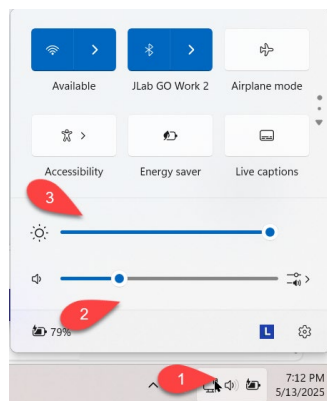 Available JLab GO Work 2 Airplane mode
Accessibility Energy saver Live captions
3
2
79% L
1
7:12 PM
5/13/2025